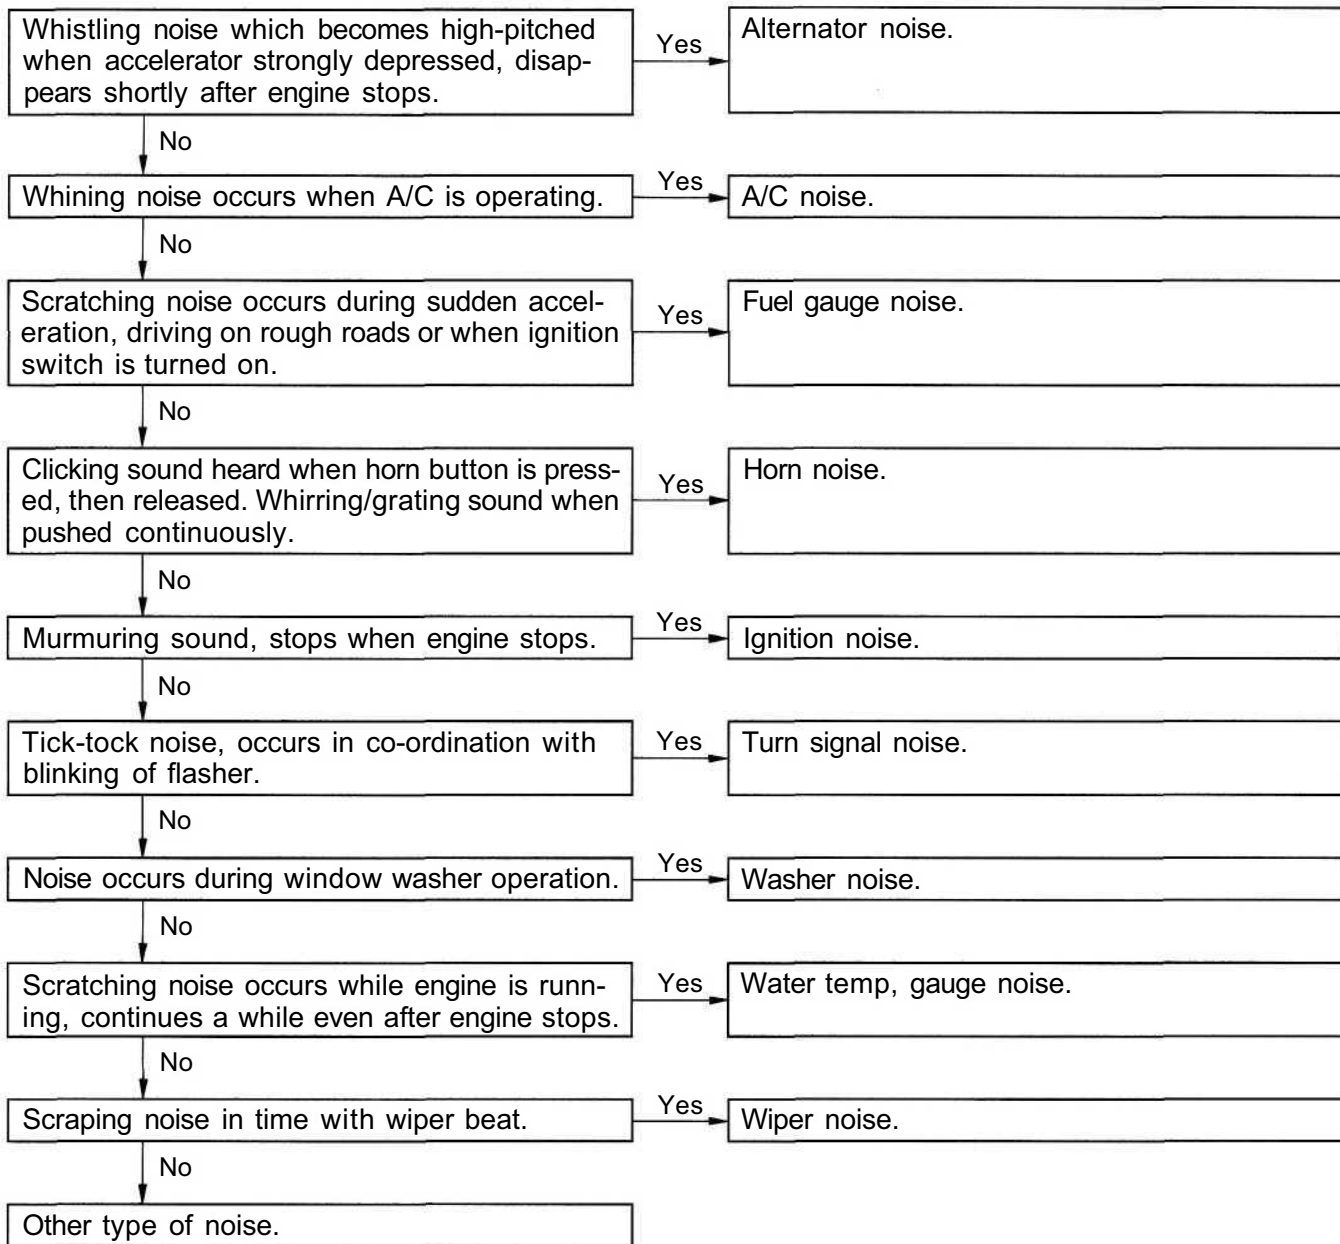 Whistling noise which becomes high-pitched
when accelerator strongly depressed, disap-
pears shortly after engine stops.
Yes
Alternator noise.
No
Whining noise occurs when A/C is operating.
Yes
A/C noise.
No
Scratching noise occurs during sudden accel-
eration, driving on rough roads or when ignition
switch is turned on.
Yes
Fuel gauge noise.
No
Clicking sound heard when horn button is press-
ed, then released. Whirring/grating sound when
pushed continuously.
Yes
Horn noise.
No
Murmuring sound, stops when engine stops.
Yes
Ignition noise.
No
Tick-tock noise, occurs in co-ordination with
blinking of flasher.
Yes
Turn signal noise.
No
Noise occurs during window washer operation.
Yes
Washer noise.
No
Scratching noise occurs while engine is runn-
ing, continues a while even after engine stops.
Yes
Water temp, gauge noise.
No
Scraping noise in time with wiper beat.
Yes
Wiper noise.
No
Other type of noise.